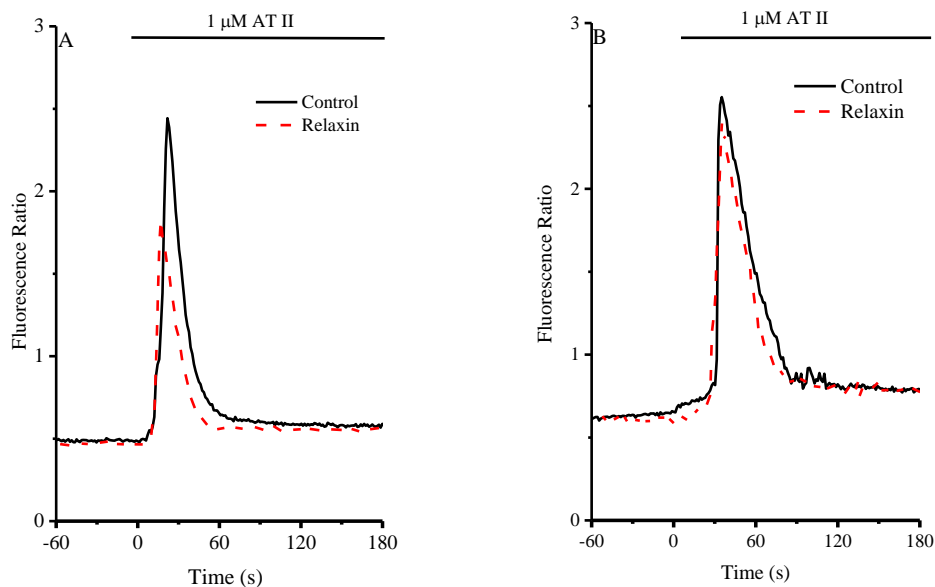 1 μM AT II
A
Control
Relaxin
Fluorescence Ratio
3
2
1
0
-60 0 60 120 180
Time (s)
1 μM AT II
B
Control
Relaxin
Fluorescence Ratio
3
2
1
0
-60 0 60 120 180
Time (s)